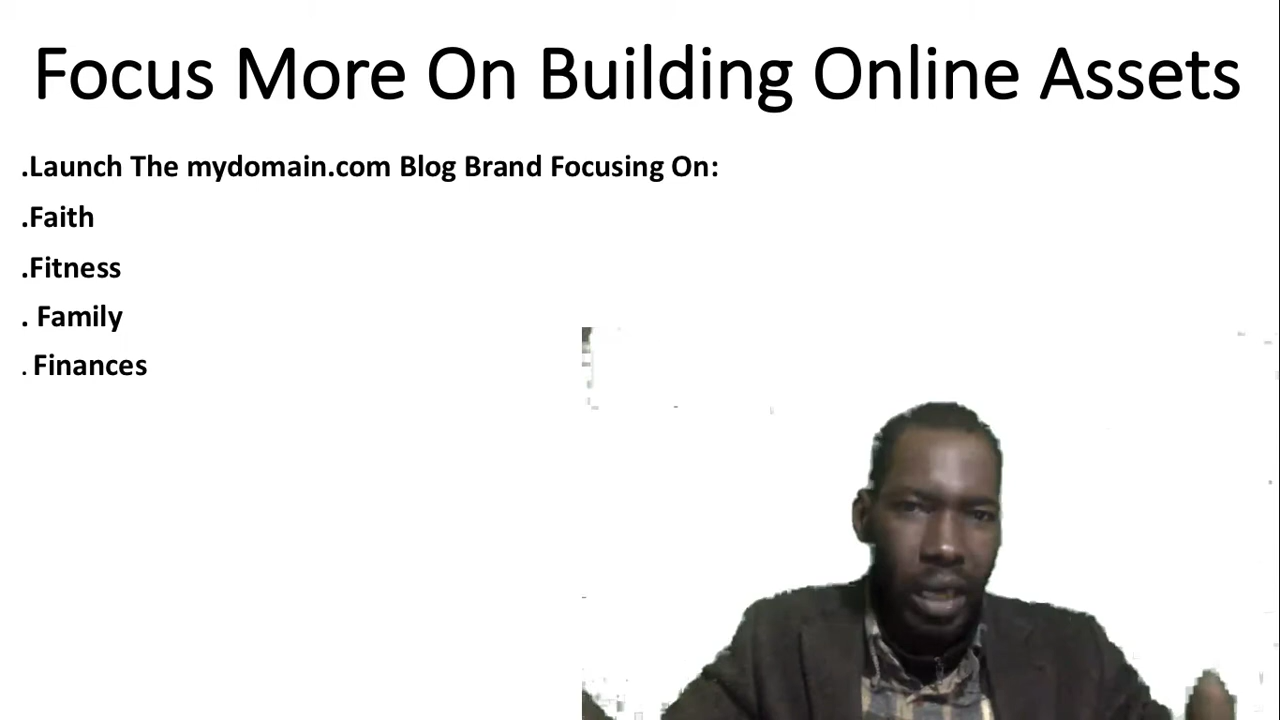 Focus More On Building Online Assets
.Launch The mydomain.com Blog Brand Focusing On:
.Faith
.Fitness
. Family
. Finances